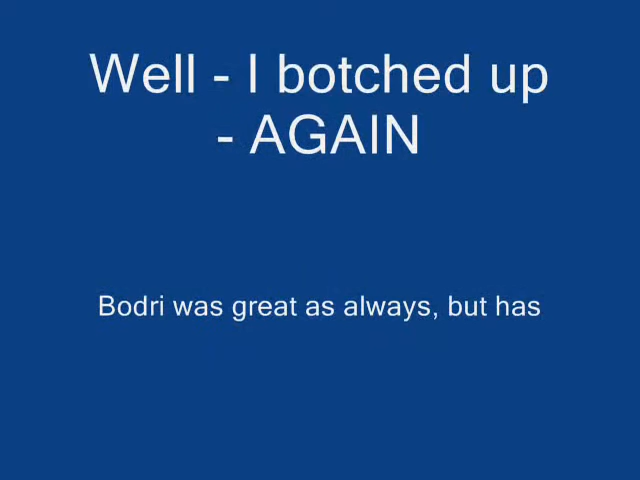 Well - I botched up
- AGAIN
Bodri was great as always, but has